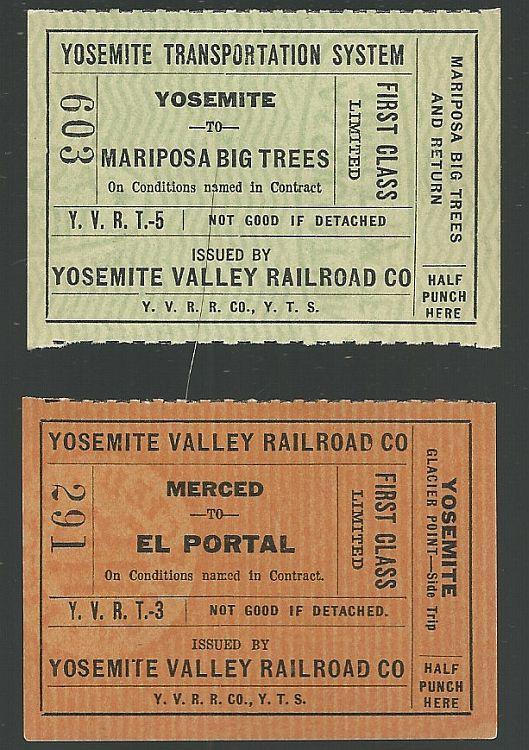 YOSEMITE TRANSPORTATION SYSTEM
603
YOSEMITE
—TO—
MARIPOSA BIG TREES
On Conditions named in Contract
FIRST CLASS
LIMITED
Y. V. R. T.-5 | NOT GOOD IF DETACHED
ISSUED BY
YOSEMITE VALLEY RAILROAD CO
Y. V. R. R. CO., Y. T. S.
MARIPOSA BIG TREES
AND RETURN
HALF
PUNCH
HERE
YOSEMITE VALLEY RAILROAD CO
291
MERCED
—TO—
EL PORTAL
On Conditions named in Contract.
FIRST CLASS
LIMITED
Y. V. R. T.-3 | NOT GOOD IF DETACHED.
ISSUED BY
YOSEMITE VALLEY RAILROAD CO
Y. V. R. R. CO., Y. T. S.
YOSEMITE
GLACIER POINT—Side Trip
HALF
PUNCH
HERE